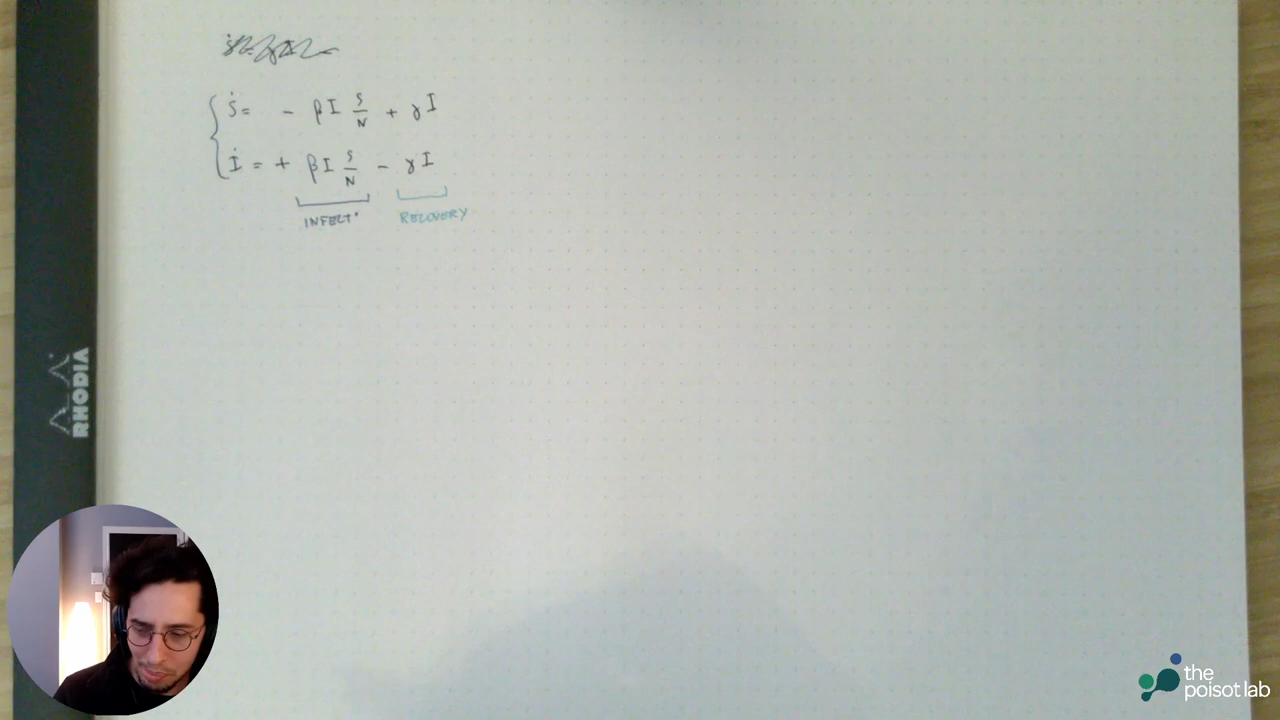 Ṡ = - βI S/N + γI
İ = + βI S/N - γI
INFECT° RECOVERY
RHODIA
the
poisot lab